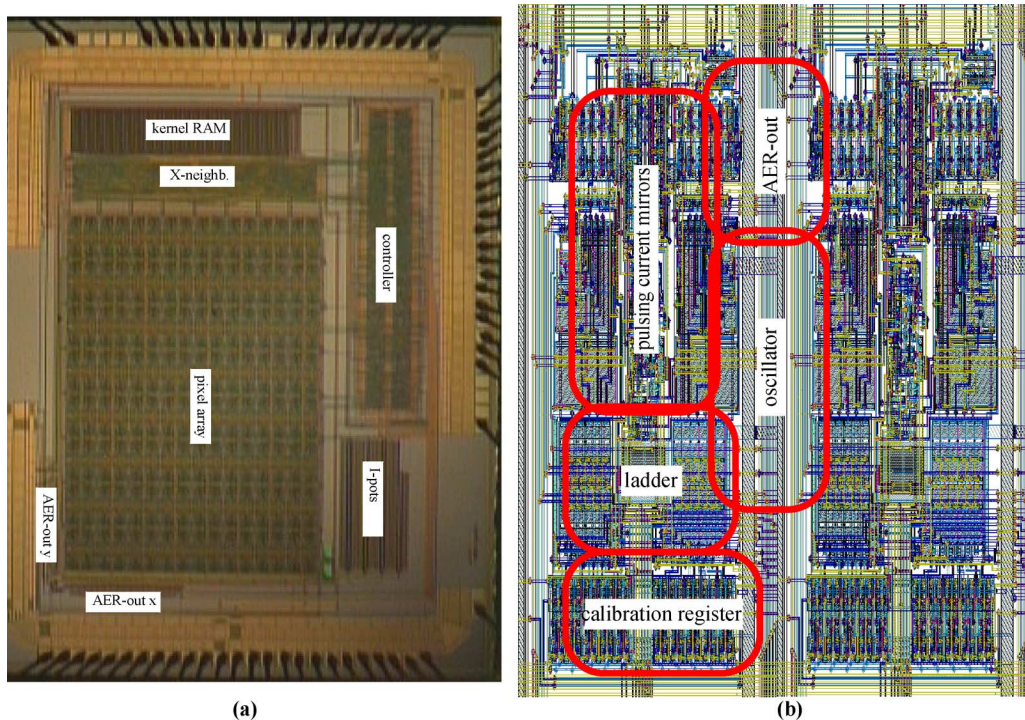 kernel RAM
X-neighb.
controller
pixel array
I-pots
AER-out y
AER-out x
(a)
AER-out
pulsing current mirrors
oscillator
ladder
calibration register
(b)